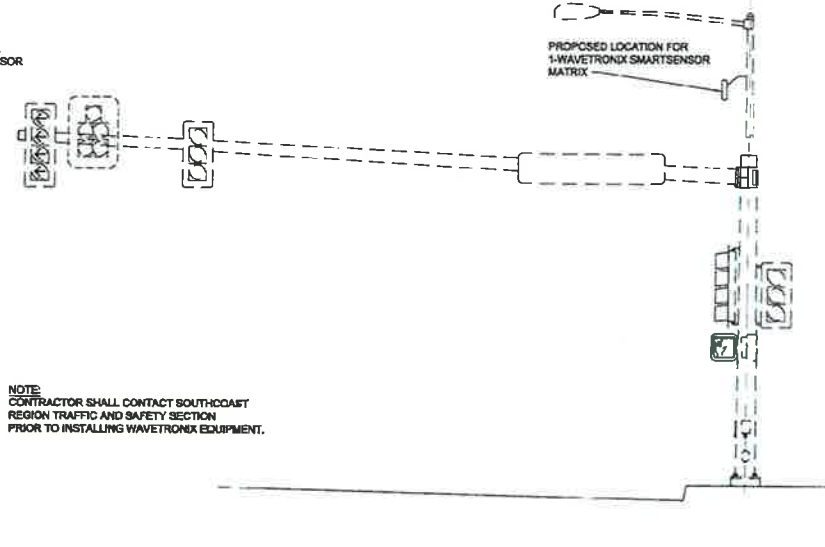 SOR
PROPOSED LOCATION FOR
1-WAVETRONIX SMARTSENSOR
MATRIX
NOTE:
CONTRACTOR SHALL CONTACT SOUTHCOAST
REGION TRAFFIC AND SAFETY SECTION
PRIOR TO INSTALLING WAVETRONIX EQUIPMENT.